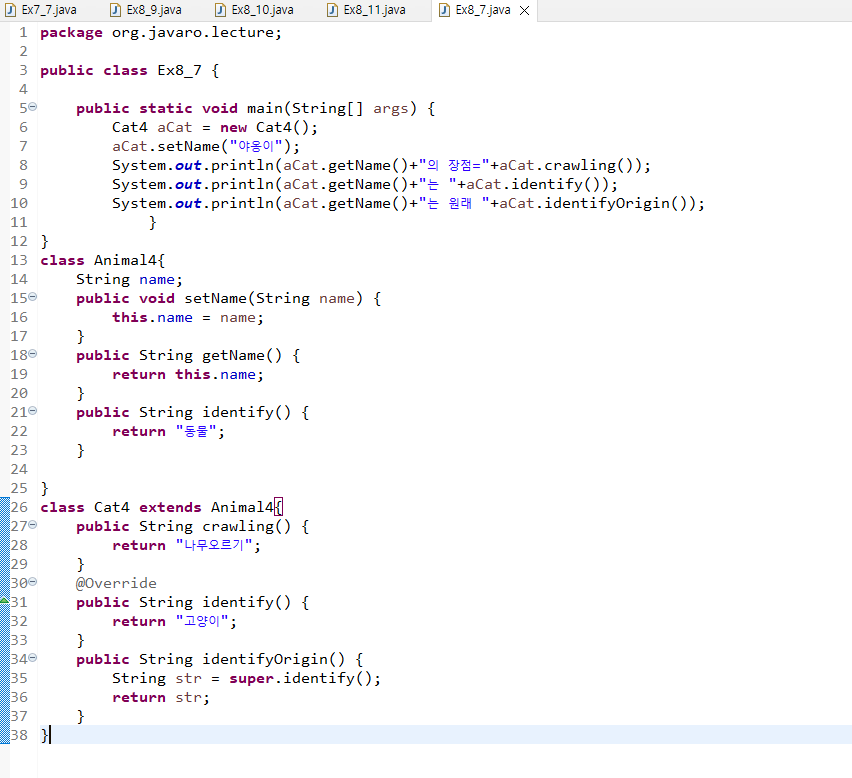 Ex7_7.java Ex8_9.java Ex8_10.java Ex8_11.java Ex8_7.java
1 package org.javaro.lecture;
2
3 public class Ex8_7 {
4
5 public static void main(String[] args) {
6 Cat4 aCat = new Cat4();
7 aCat.setName("야옹이");
8 System.out.println(aCat.getName()+"의 장점="+aCat.crawling());
9 System.out.println(aCat.getName()+"는 "+aCat.identify());
10 System.out.println(aCat.getName()+"는 원래 "+aCat.identifyOrigin());
11 }
12 }
13 class Animal4{
14 String name;
15 public void setName(String name) {
16 this.name = name;
17 }
18 public String getName() {
19 return this.name;
20 }
21 public String identify() {
22 return "동물";
23 }
24
25 }
26 class Cat4 extends Animal4{
27 public String crawling() {
28 return "나무오르기";
29 }
30 @Override
31 public String identify() {
32 return "고양이";
33 }
34 public String identifyOrigin() {
35 String str = super.identify();
36 return str;
37 }
38 }